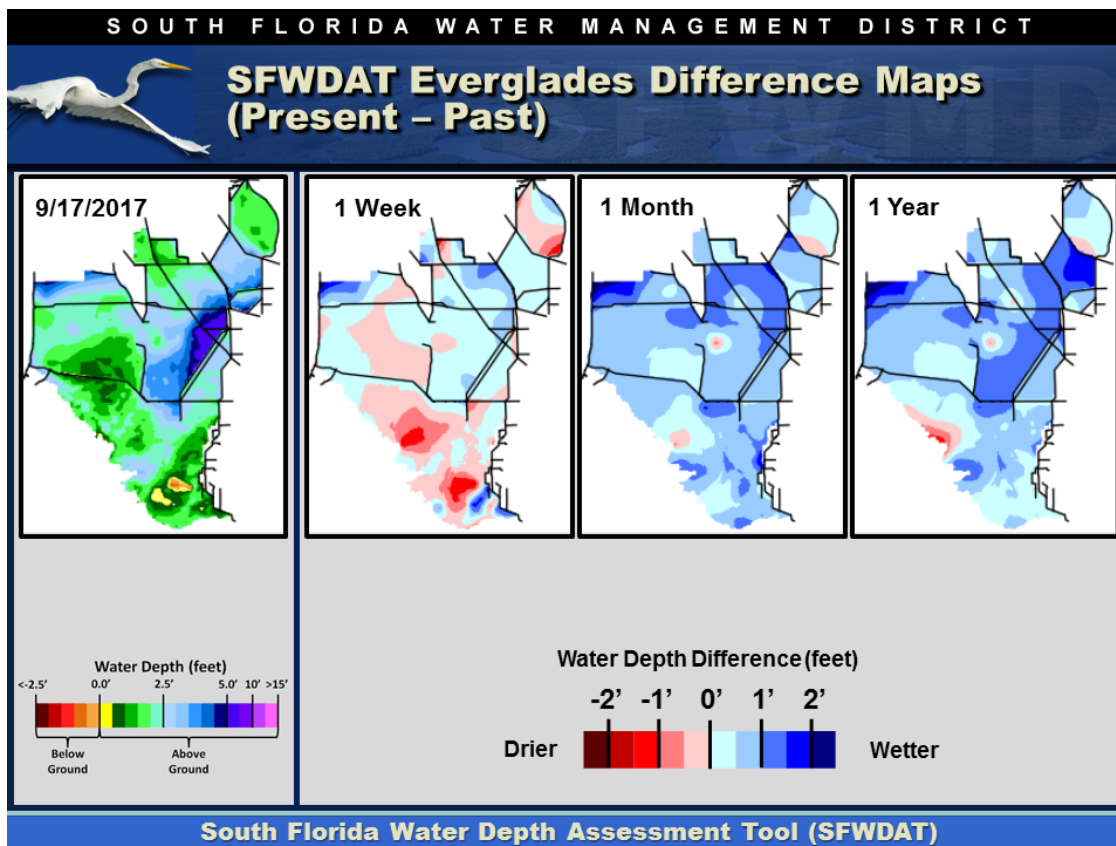 SOUTH FLORIDA WATER MANAGEMENT DISTRICT
SFWDAT Everglades Difference Maps
(Present – Past)
9/17/2017
1 Week
1 Month
1 Year
Water Depth (feet)
<-2.5' 0.0' 2.5' 5.0' 10' >15'
Below
Ground
Above
Ground
Water Depth Difference (feet)
-2' -1' 0' 1' 2'
Drier
Wetter
South Florida Water Depth Assessment Tool (SFWDAT)